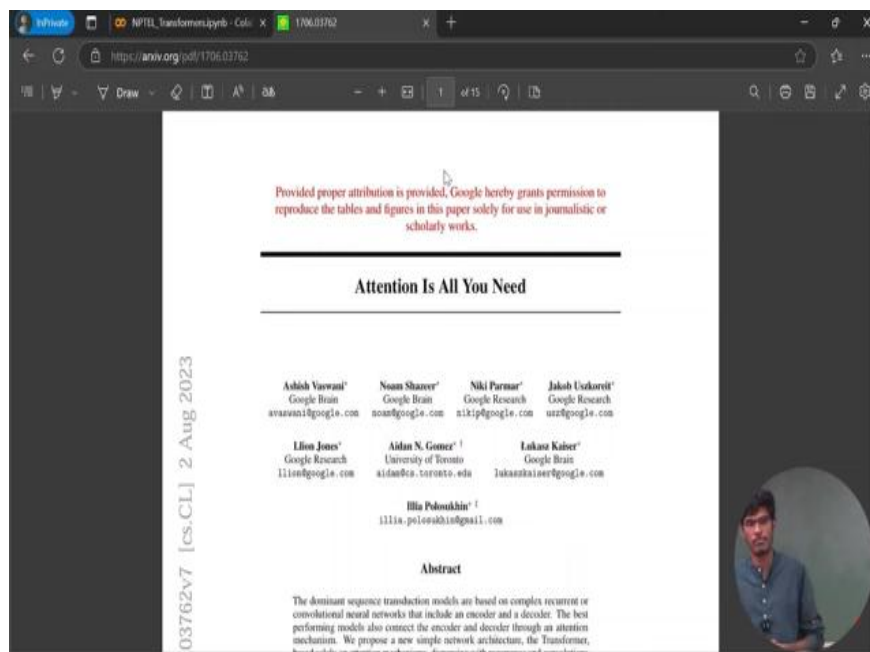 InPrivate
NPTEL_Transformers.ipynb - Cola
1706.03762
https://arxiv.org/pdf/1706.03762
Draw
1 of 15
Provided proper attribution is provided, Google hereby grants permission to
reproduce the tables and figures in this paper solely for use in journalistic or
scholarly works.
Attention Is All You Need
Ashish Vaswani* Noam Shazeer* Niki Parmar* Jakob Uszkoreit*
Google Brain Google Brain Google Research Google Research
avaswani@google.com noam@google.com nikip@google.com usz@google.com
Llion Jones* Aidan N. Gomez* † Łukasz Kaiser*
Google Research University of Toronto Google Brain
llion@google.com aidan@cs.toronto.edu lukaszkaiser@google.com
Illia Polosukhin* ‡
illia.polosukhin@gmail.com
03762v7 [cs.CL] 2 Aug 2023
Abstract
The dominant sequence transduction models are based on complex recurrent or
convolutional neural networks that include an encoder and a decoder. The best
performing models also connect the encoder and decoder through an attention
mechanism. We propose a new simple network architecture, the Transformer,